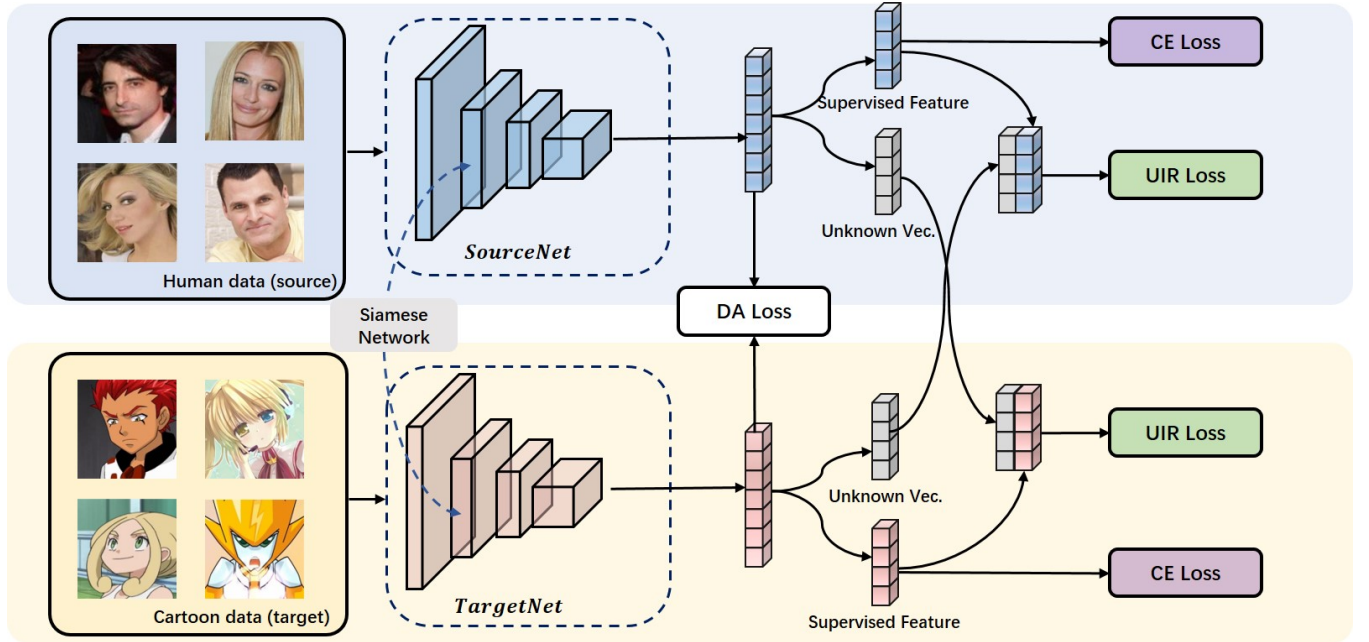 CE Loss
Supervised Feature
UIR Loss
Unknown Vec.
SourceNet
Human data (source)
DA Loss
Siamese
Network
UIR Loss
Unknown Vec.
CE Loss
TargetNet
Cartoon data (target)
Supervised Feature